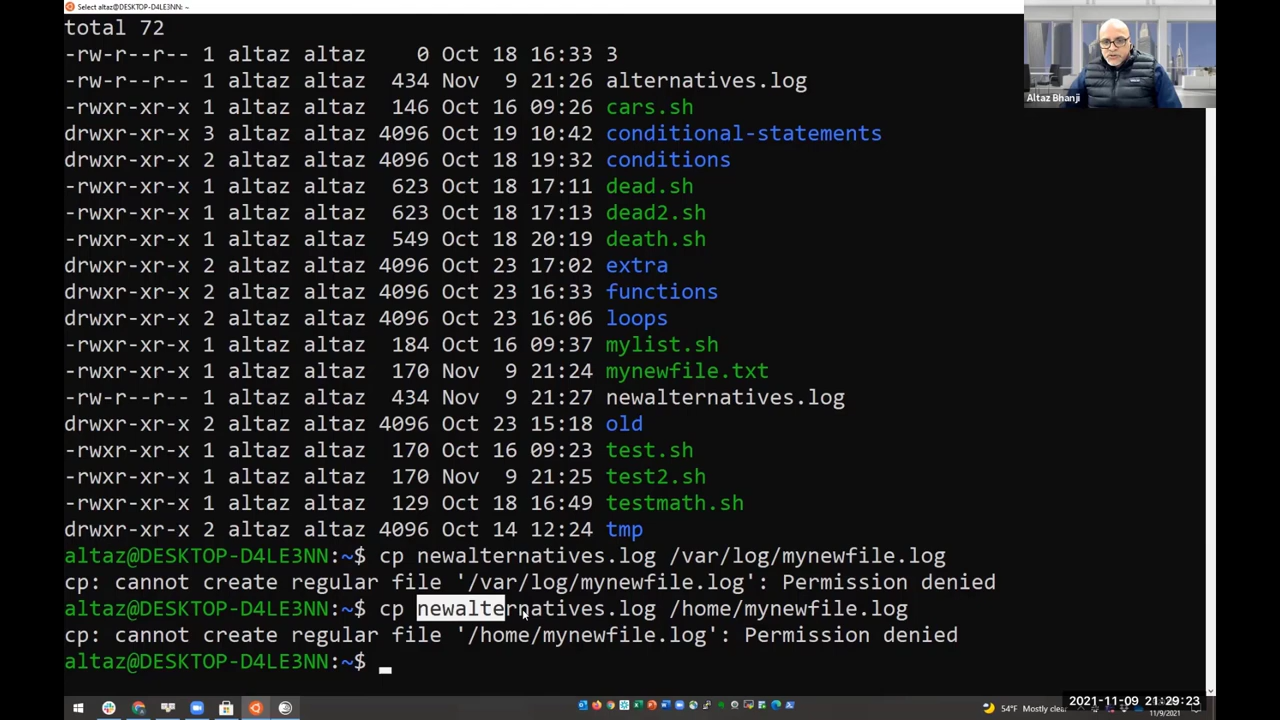 Select altaz@DESKTOP-D4LE3NN: ~
total 72
-rw-r--r-- 1 altaz altaz    0 Oct 18 16:33 3
-rw-r--r-- 1 altaz altaz  434 Nov  9 21:26 alternatives.log
-rwxr-xr-x 1 altaz altaz  146 Oct 16 09:26 cars.sh
drwxr-xr-x 3 altaz altaz 4096 Oct 19 10:42 conditional-statements
drwxr-xr-x 2 altaz altaz 4096 Oct 18 19:32 conditions
-rwxr-xr-x 1 altaz altaz  623 Oct 18 17:11 dead.sh
-rwxr-xr-x 1 altaz altaz  623 Oct 18 17:13 dead2.sh
-rwxr-xr-x 1 altaz altaz  549 Oct 18 20:19 death.sh
drwxr-xr-x 2 altaz altaz 4096 Oct 23 17:02 extra
drwxr-xr-x 2 altaz altaz 4096 Oct 23 16:33 functions
drwxr-xr-x 2 altaz altaz 4096 Oct 23 16:06 loops
-rwxr-xr-x 1 altaz altaz  184 Oct 16 09:37 mylist.sh
-rwxr-xr-x 1 altaz altaz  170 Nov  9 21:24 mynewfile.txt
-rw-r--r-- 1 altaz altaz  434 Nov  9 21:27 newalternatives.log
drwxr-xr-x 2 altaz altaz 4096 Oct 23 15:18 old
-rwxr-xr-x 1 altaz altaz  170 Oct 16 09:23 test.sh
-rwxr-xr-x 1 altaz altaz  170 Nov  9 21:25 test2.sh
-rwxr-xr-x 1 altaz altaz  129 Oct 18 16:49 testmath.sh
drwxr-xr-x 2 altaz altaz 4096 Oct 14 12:24 tmp
altaz@DESKTOP-D4LE3NN:~$ cp newalternatives.log /var/log/mynewfile.log
cp: cannot create regular file '/var/log/mynewfile.log': Permission denied
altaz@DESKTOP-D4LE3NN:~$ cp newalternatives.log /home/mynewfile.log
cp: cannot create regular file '/home/mynewfile.log': Permission denied
altaz@DESKTOP-D4LE3NN:~$
Altaz Bhanji
54°F Mostly clear
2021-11-09 21:29:23
11/9/2021